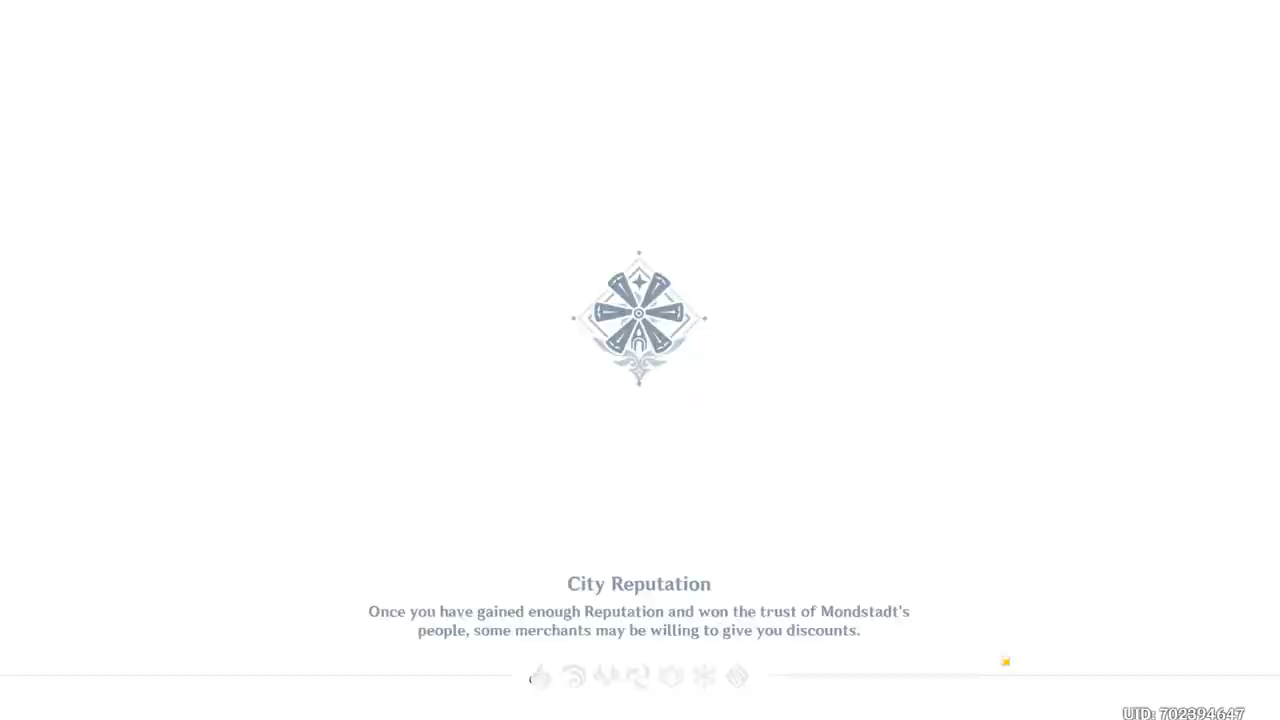 City Reputation
Once you have gained enough Reputation and won the trust of Mondstadt's
people, some merchants may be willing to give you discounts.
UID: 702394647